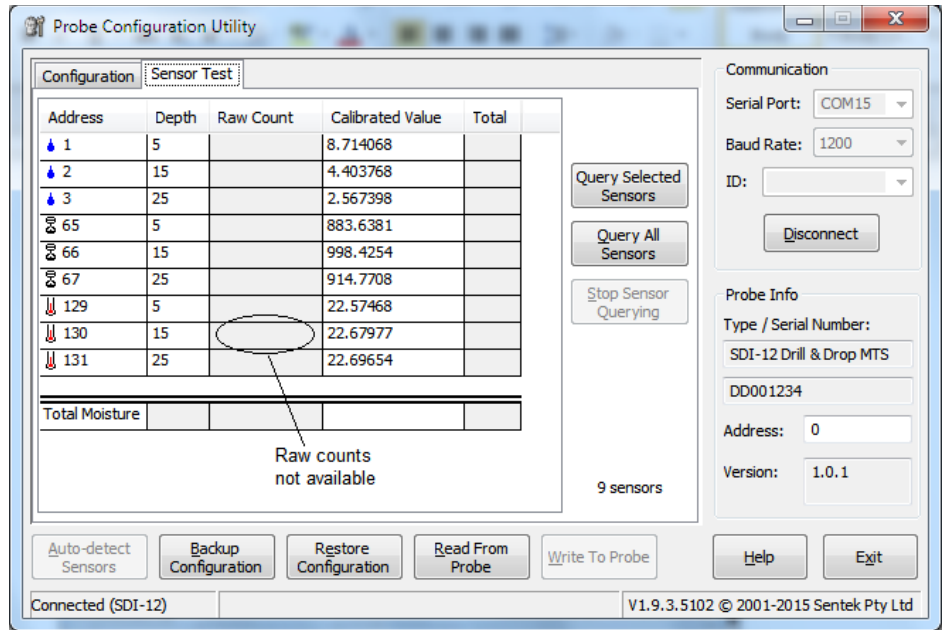 Probe Configuration Utility
Configuration Sensor Test
Address Depth Raw Count Calibrated Value Total
1 5 8.714068
2 15 4.403768
3 25 2.567398
65 5 883.6381
66 15 998.4254
67 25 914.7708
129 5 22.57468
130 15 22.67977
131 25 22.69654
Total Moisture
Raw counts
not available
Query Selected
Sensors
Query All
Sensors
Stop Sensor
Querying
9 sensors
Communication
Serial Port: COM15
Baud Rate: 1200
ID:
Disconnect
Probe Info
Type / Serial Number:
SDI-12 Drill & Drop MTS
DD001234
Address: 0
Version: 1.0.1
Auto-detect
Sensors
Backup
Configuration
Restore
Configuration
Read From
Probe
Write To Probe
Help
Exit
Connected (SDI-12)
V1.9.3.5102 © 2001-2015 Sentek Pty Ltd